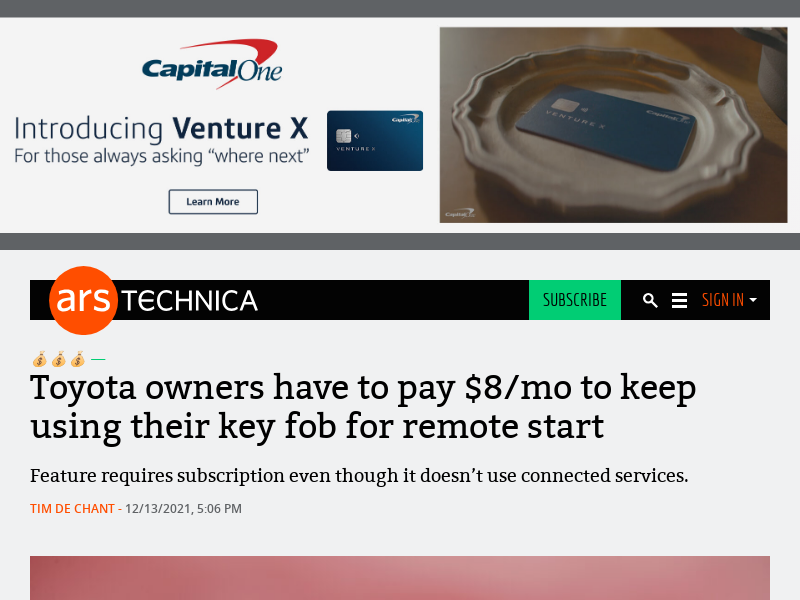 Capital One
Introducing Venture X
For those always asking “where next”
Learn More
Capital One
VENTURE X
Capital One
VENTURE X
Capital One
ars TECHNICA
SUBSCRIBE
SIGN IN
💰💰💰 —
Toyota owners have to pay $8/mo to keep
using their key fob for remote start
Feature requires subscription even though it doesn’t use connected services.
TIM DE CHANT - 12/13/2021, 5:06 PM